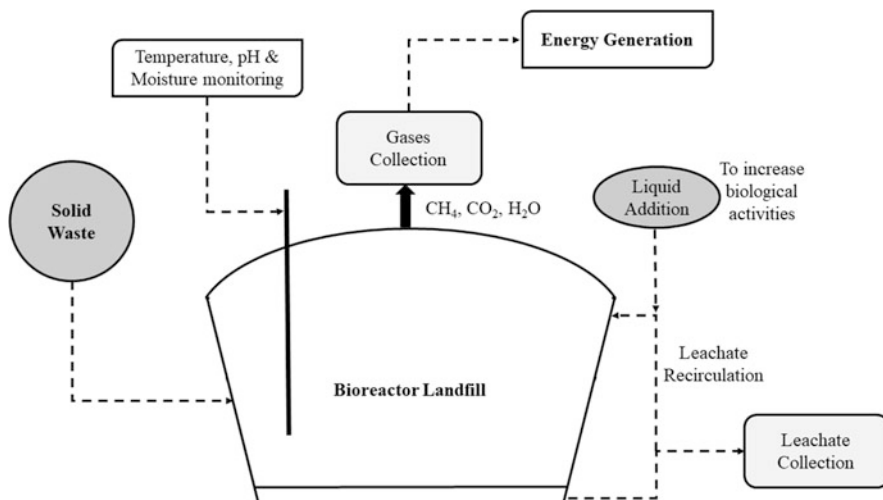 Temperature, pH &
Moisture monitoring
Energy Generation
Gases
Collection
Solid
Waste
CH₄, CO₂, H₂O
Liquid
Addition
To increase
biological
activities
Bioreactor Landfill
Leachate
Recirculation
Leachate
Collection